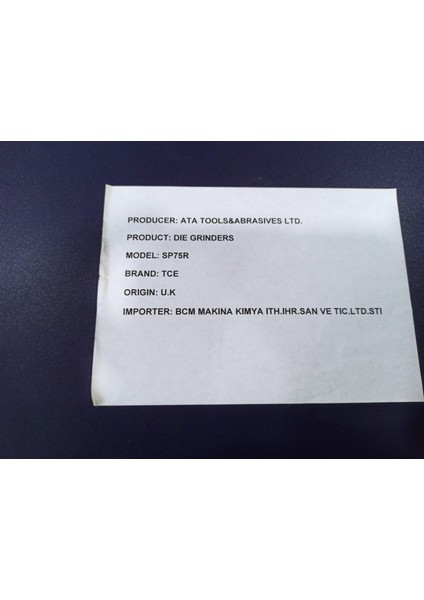 PRODUCER: ATA TOOLS&ABRASIVES LTD.
PRODUCT: DIE GRINDERS
MODEL: SP75R
BRAND: TCE
ORIGIN: U.K
IMPORTER: BCM MAKINA KIMYA ITH.IHR.SAN VE TIC.LTD.STI